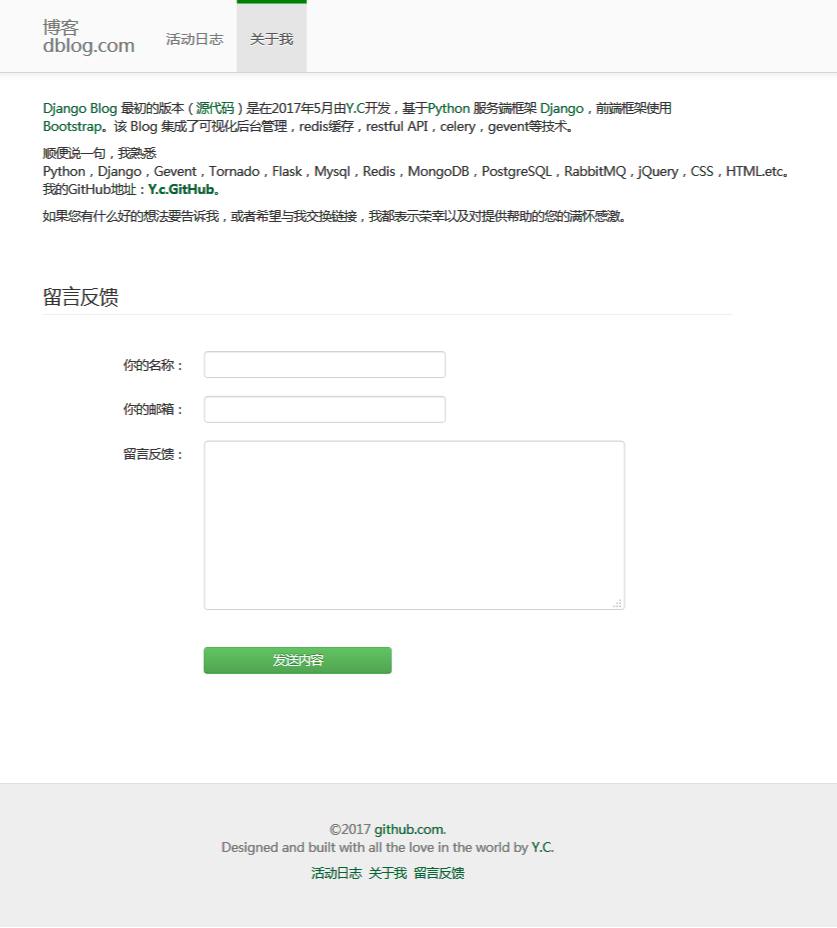 博客
dblog.com
活动日志
关于我
Django Blog 最初的版本（源代码）是在2017年5月由Y.C开发，基于Python 服务端框架 Django，前端框架使用
Bootstrap。该 Blog 集成了可视化后台管理，redis缓存，restful API，celery，gevent等技术。
顺便说一句，我熟悉
Python，Django，Gevent，Tornado，Flask，Mysql，Redis，MongoDB，PostgreSQL，RabbitMQ，jQuery，CSS，HTML.etc。
我的GitHub地址：Y.c.GitHub。
如果您有什么好的想法要告诉我，或者希望与我交换链接，我都表示荣幸以及对提供帮助的您的满怀感激。
留言反馈
你的名称：
你的邮箱：
留言反馈：
发送内容
©2017 github.com.
Designed and built with all the love in the world by Y.C.
活动日志 关于我 留言反馈